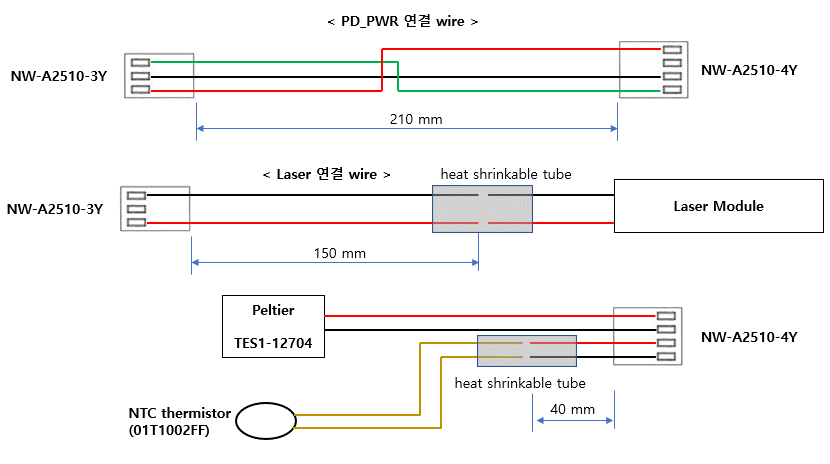 < PD_PWR 연결 wire >
NW-A2510-3Y
NW-A2510-4Y
210 mm
< Laser 연결 wire >
heat shrinkable tube
NW-A2510-3Y
Laser Module
150 mm
Peltier
TES1-12704
NW-A2510-4Y
heat shrinkable tube
40 mm
NTC thermistor
(01T1002FF)